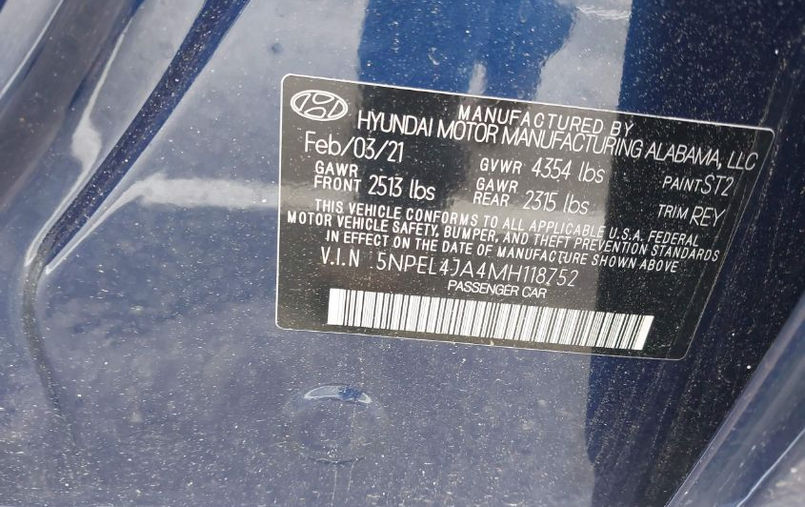 MANUFACTURED BY
HYUNDAI MOTOR MANUFACTURING ALABAMA, LLC
Feb/03/21 GVWR 4354 lbs PAINT ST2
GAWR FRONT 2513 lbs GAWR REAR 2315 lbs TRIM REY
THIS VEHICLE CONFORMS TO ALL APPLICABLE U.S.A. FEDERAL
MOTOR VEHICLE SAFETY, BUMPER, AND THEFT PREVENTION STANDARDS
IN EFFECT ON THE DATE OF MANUFACTURE SHOWN ABOVE
V.I.N 5NPEL4JA4MH118752
PASSENGER CAR